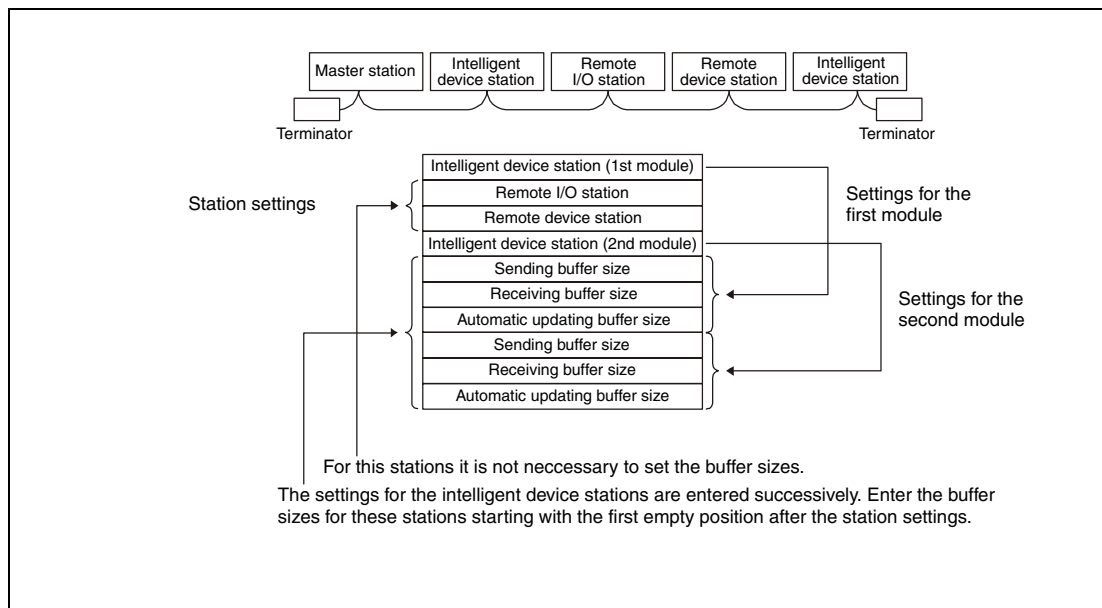 Master station
Intelligent
device station
Remote
I/O station
Remote
device station
Intelligent
device station
Terminator
Terminator
Station settings
Intelligent device station (1st module)
Remote I/O station
Remote device station
Intelligent device station (2nd module)
Sending buffer size
Receiving buffer size
Automatic updating buffer size
Sending buffer size
Receiving buffer size
Automatic updating buffer size
Settings for the
first module
Settings for the
second module
For this stations it is not neccessary to set the buffer sizes.
The settings for the intelligent device stations are entered successively. Enter the buffer
sizes for these stations starting with the first empty position after the station settings.